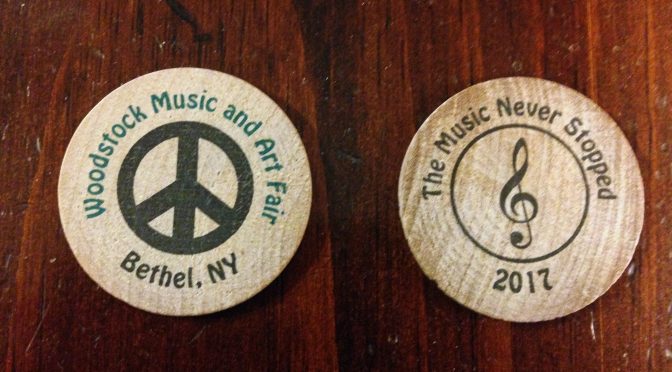 Woodstock Music and Art Fair
Bethel, NY
The Music Never Stopped
2017